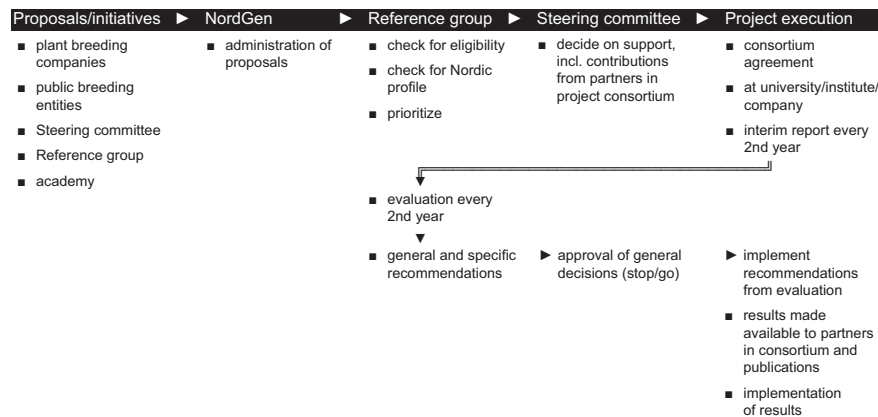 Proposals/initiatives ► NordGen ► Reference group ► Steering committee ► Project execution
■ plant breeding
companies
■ public breeding
entities
■ Steering committee
■ Reference group
■ academy
■ administration of
proposals
■ check for eligibility
■ check for Nordic
profile
■ prioritize
■ decide on support,
incl. contributions
from partners in
project consortium
■ consortium
agreement
■ at university/institute/
company
■ interim report every
2nd year
▼
■ evaluation every
2nd year
▼
■ general and specific
recommendations
► approval of general
decisions (stop/go)
► implement
recommendations
from evaluation
■ results made
available to partners
in consortium and
publications
■ implementation
of results